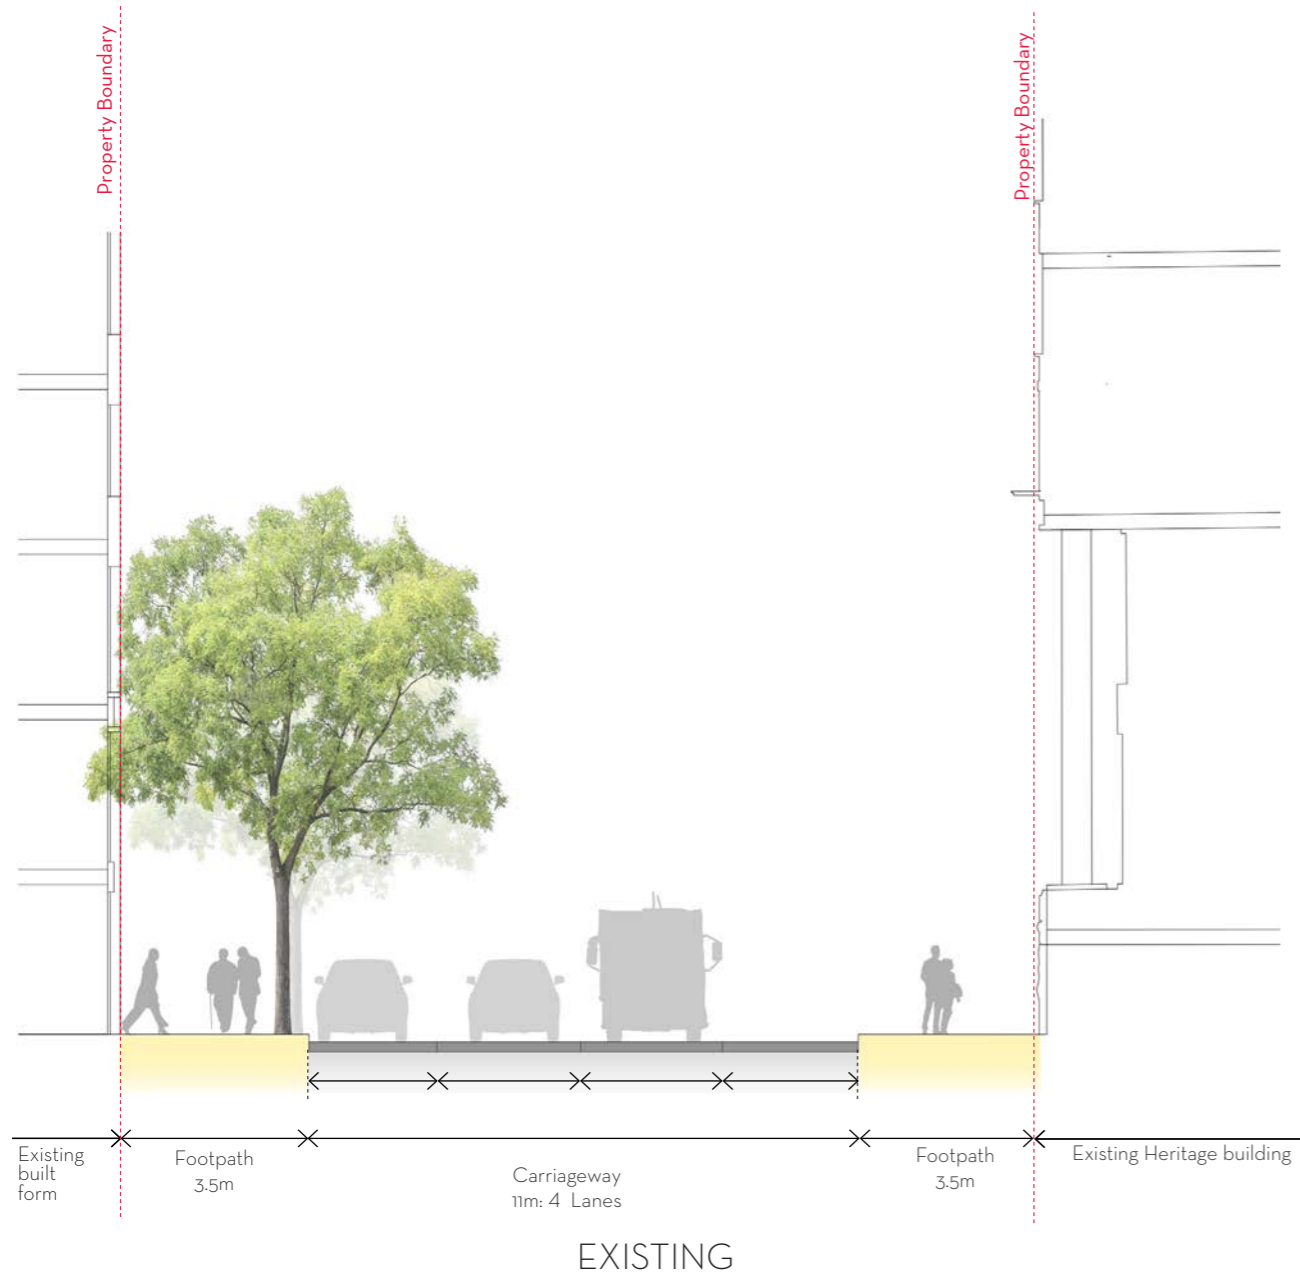 Property Boundary
Property Boundary
Existing
built
form
Footpath
3.5m
Carriageway
11m: 4 Lanes
Footpath
3.5m
Existing Heritage building
EXISTING